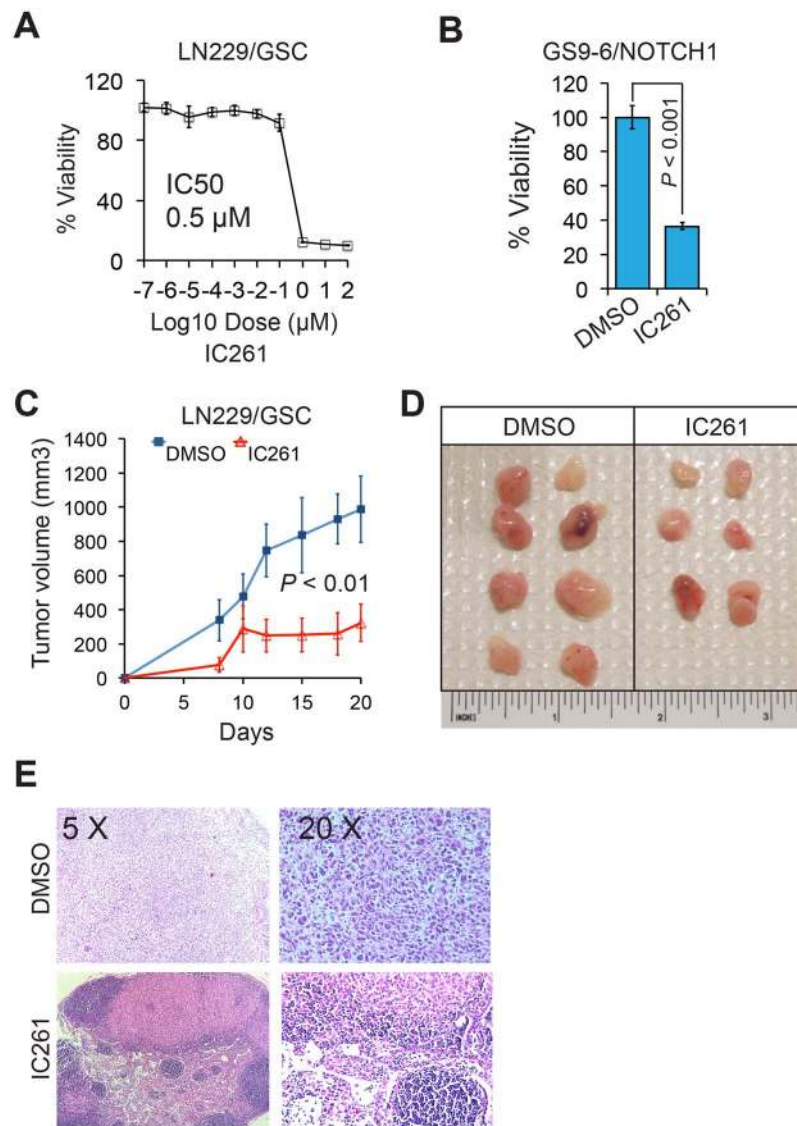 A
LN229/GSC
120
80
40
0
% Viability
IC50
0.5 µM
-7 -6 -5 -4 -3 -2 -1 0 1 2
Log10 Dose (µM)
IC261
B
GS9-6/NOTCH1
120
100
80
60
40
20
0
% Viability
P < 0.001
DMSO
IC261
C
LN229/GSC
DMSO IC261
1400
1200
1000
800
600
400
200
0
Tumor volume (mm3)
P < 0.01
0 5 10 15 20
Days
D
DMSO IC261
INCHES 1 2 3
E
5 X 20 X
DMSO
IC261